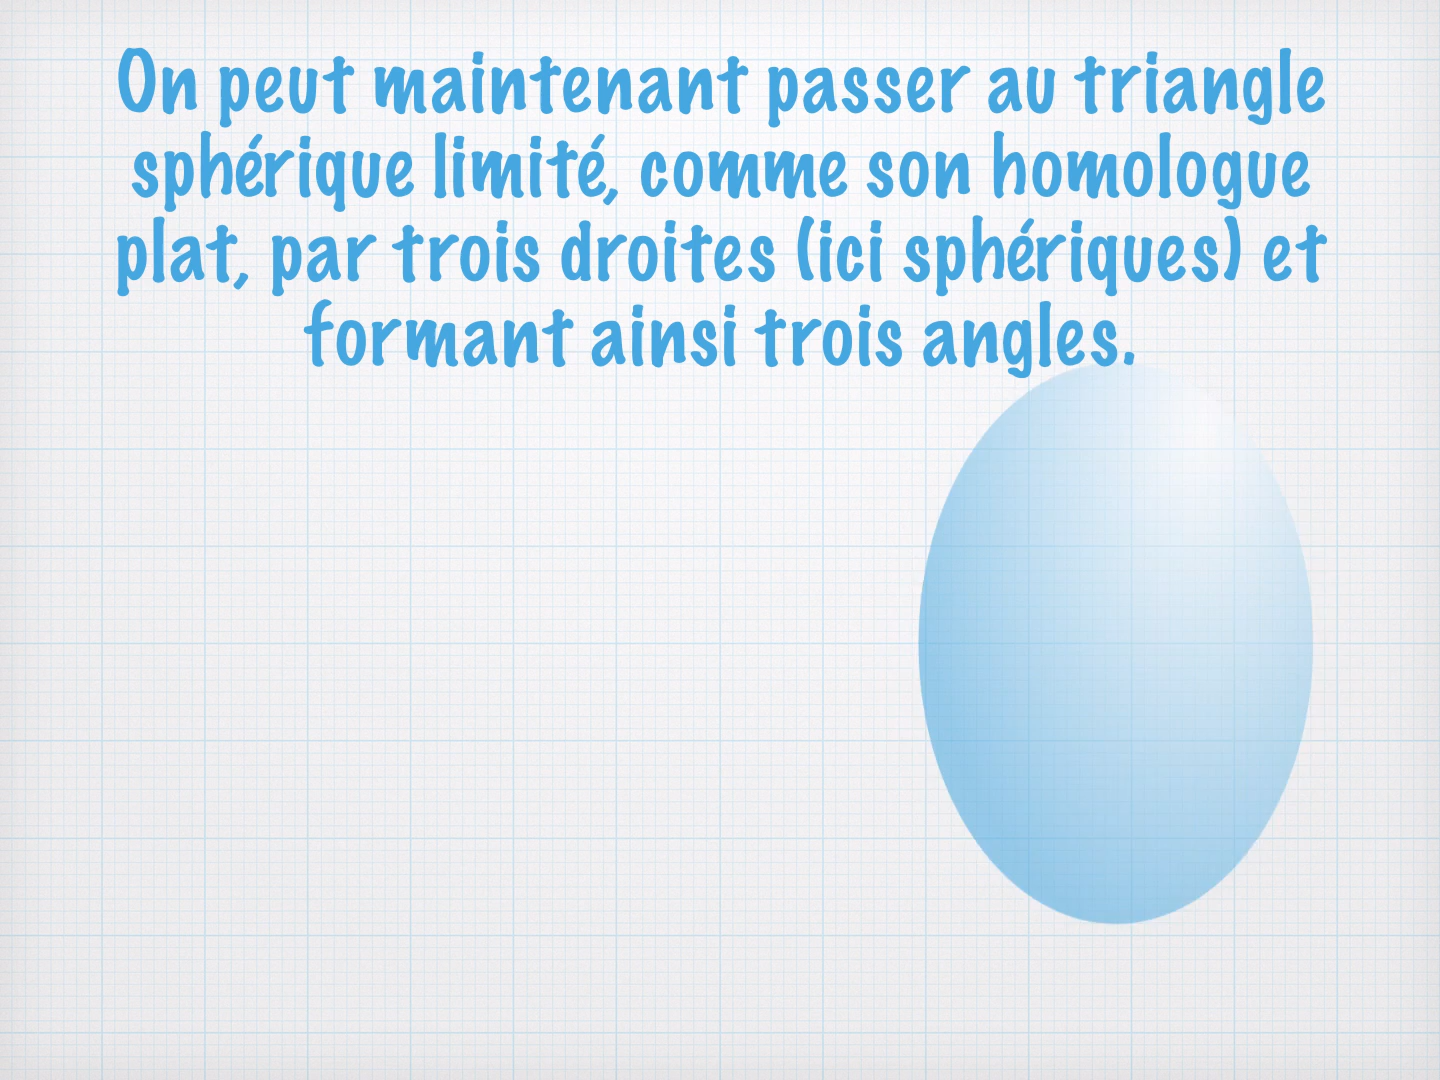 On peut maintenant passer au triangle
sphérique limité, comme son homologue
plat, par trois droites (ici sphériques) et
formant ainsi trois angles.